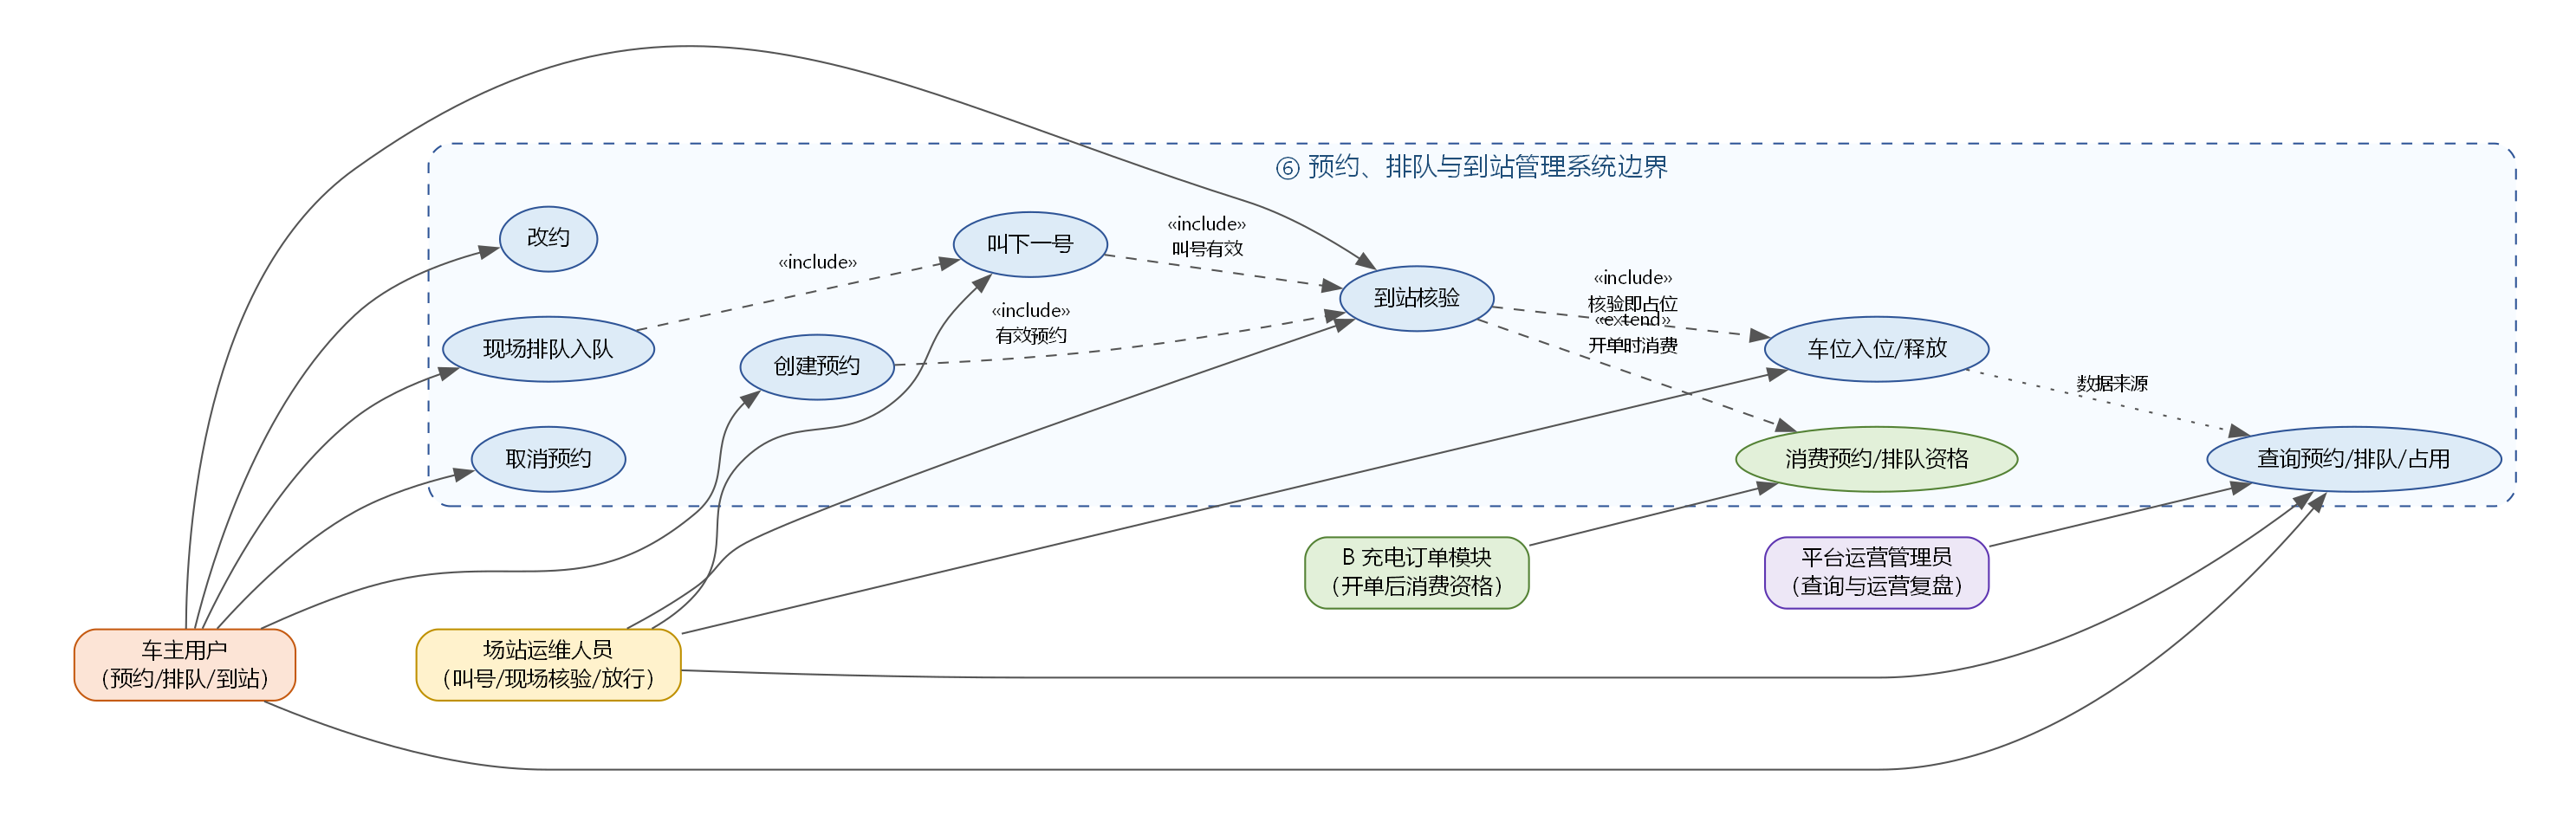 ⑥ 预约、排队与到站管理系统边界
改约
叫下一号
«include»
叫号有效
«include»
现场排队入队
«include»
有效预约
创建预约
到站核验
«include»
核验即占位
«extend»
开单时消费
车位入位/释放
数据来源
取消预约
消费预约/排队资格
查询预约/排队/占用
B 充电订单模块
(开单后消费资格)
平台运营管理员
(查询与运营复盘)
车主用户
(预约/排队/到站)
场站运维人员
(叫号/现场核验/放行)